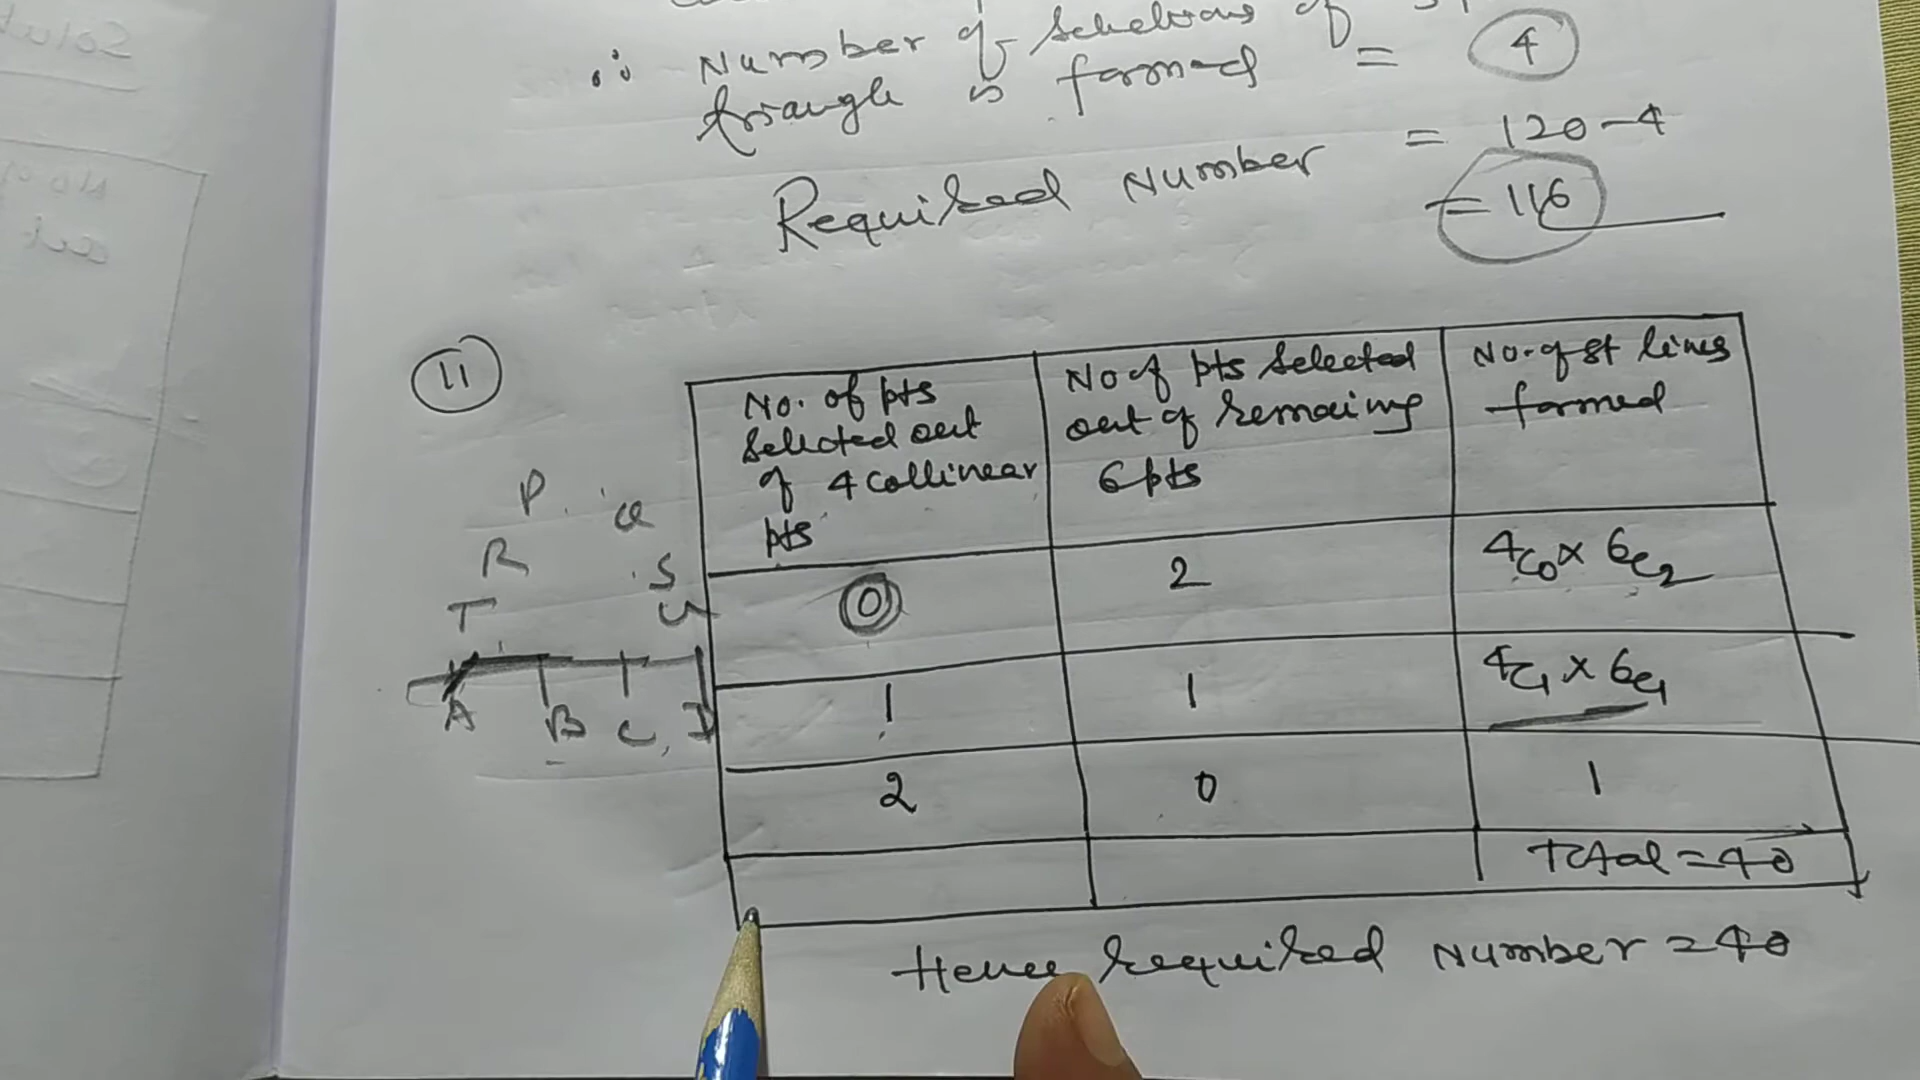 ∴ Number of Selections of
triangle is formed = 4
= 120-4
Required Number = 116
11
No. of pts
Selected out
of 4 collinear
pts
No of pts Selected
out of remaining
6 pts
No. of st lines
formed
0 2 4c0 x 6c2
1 1 4c1 x 6c1
2 0 1
Total = 40
P Q
R S
T U
A B C D
Hence required Number = 40